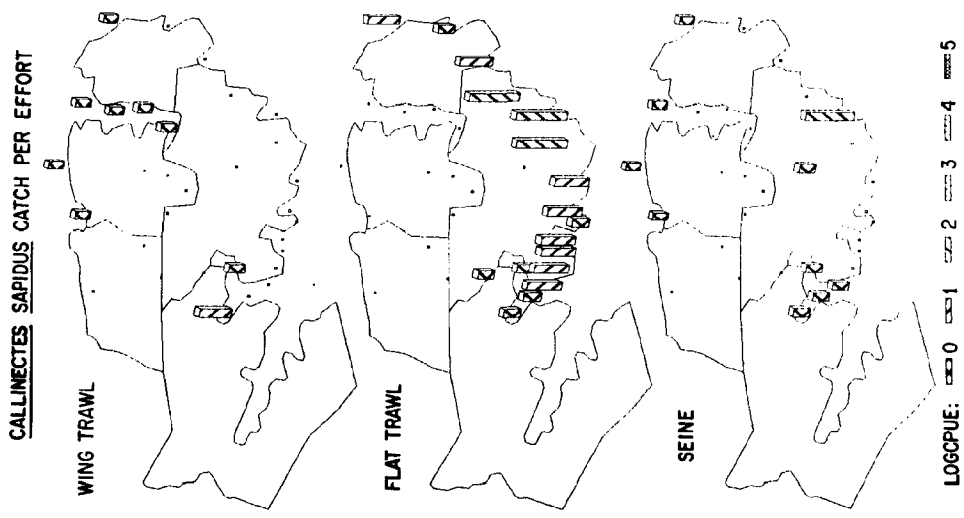 CALLINECTES SAPIDUS CATCH PER EFFORT
WING TRAWL
FLAT TRAWL
SEINE
LOGCPUE: 0 1 2 3 4 5